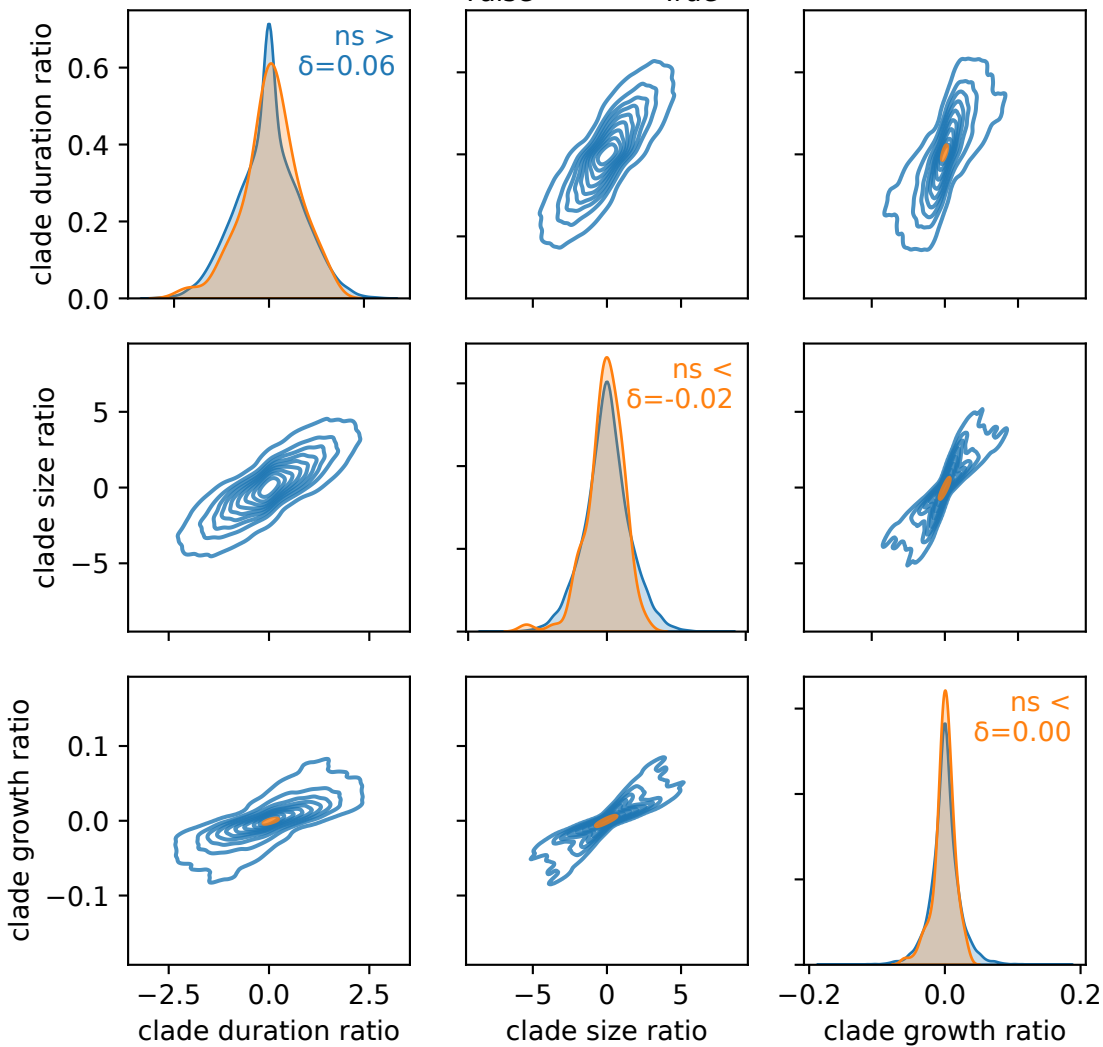 clade duration ratio
0.6
0.4
0.2
0.0
ns >
δ=0.06
clade size ratio
5
0
−5
ns <
δ=-0.02
clade growth ratio
0.1
0.0
−0.1
ns <
δ=0.00
−2.5 0.0 2.5
−5 0 5
−0.2 0.0 0.2
clade duration ratio
clade size ratio
clade growth ratio